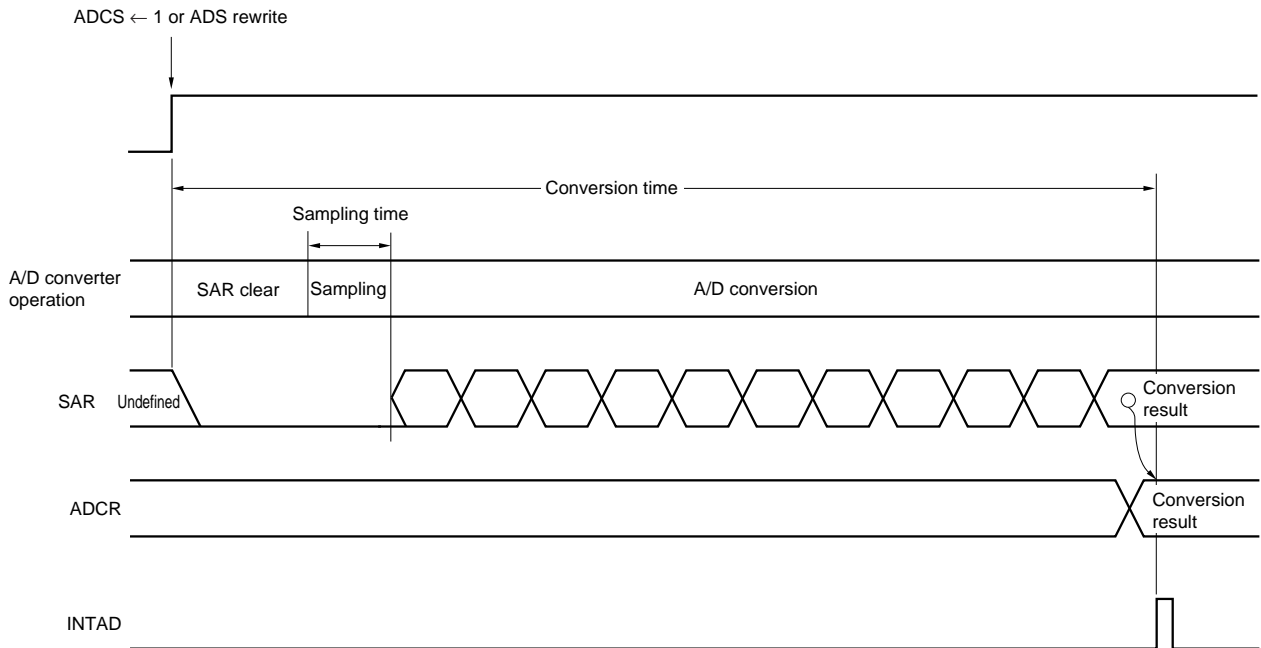 ADCS ← 1 or ADS rewrite
Conversion time
Sampling time
A/D converter
operation
SAR clear
Sampling
A/D conversion
SAR
Undefined
Conversion
result
ADCR
Conversion
result
INTAD